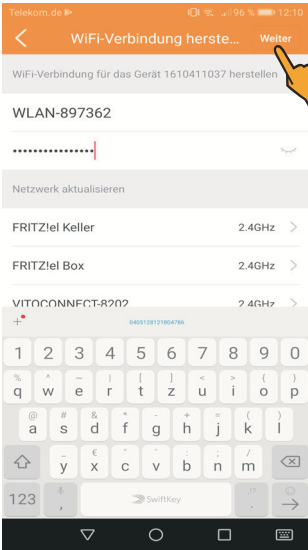 Telekom.de 96 % 12:10
WiFi-Verbindung herste... Weiter
WiFi-Verbindung für das Gerät 1610411037 herstellen
WLAN-897362
••••••••••••••••
Netzwerk aktualisieren
FRITZ!el Keller 2.4GHz
FRITZ!el Box 2.4GHz
VITOCONNECT-8202 2.4GHz
+ 0405128121804786
1 2 3 4 5 6 7 8 9 0
% ^ ~ | [ ] < > { }
q w e r t z u i o p
@ # & * - + = ( )
a s d f g h j k l
€ " ' : ; /
y x c v b n m
123 , SwiftKey . !?